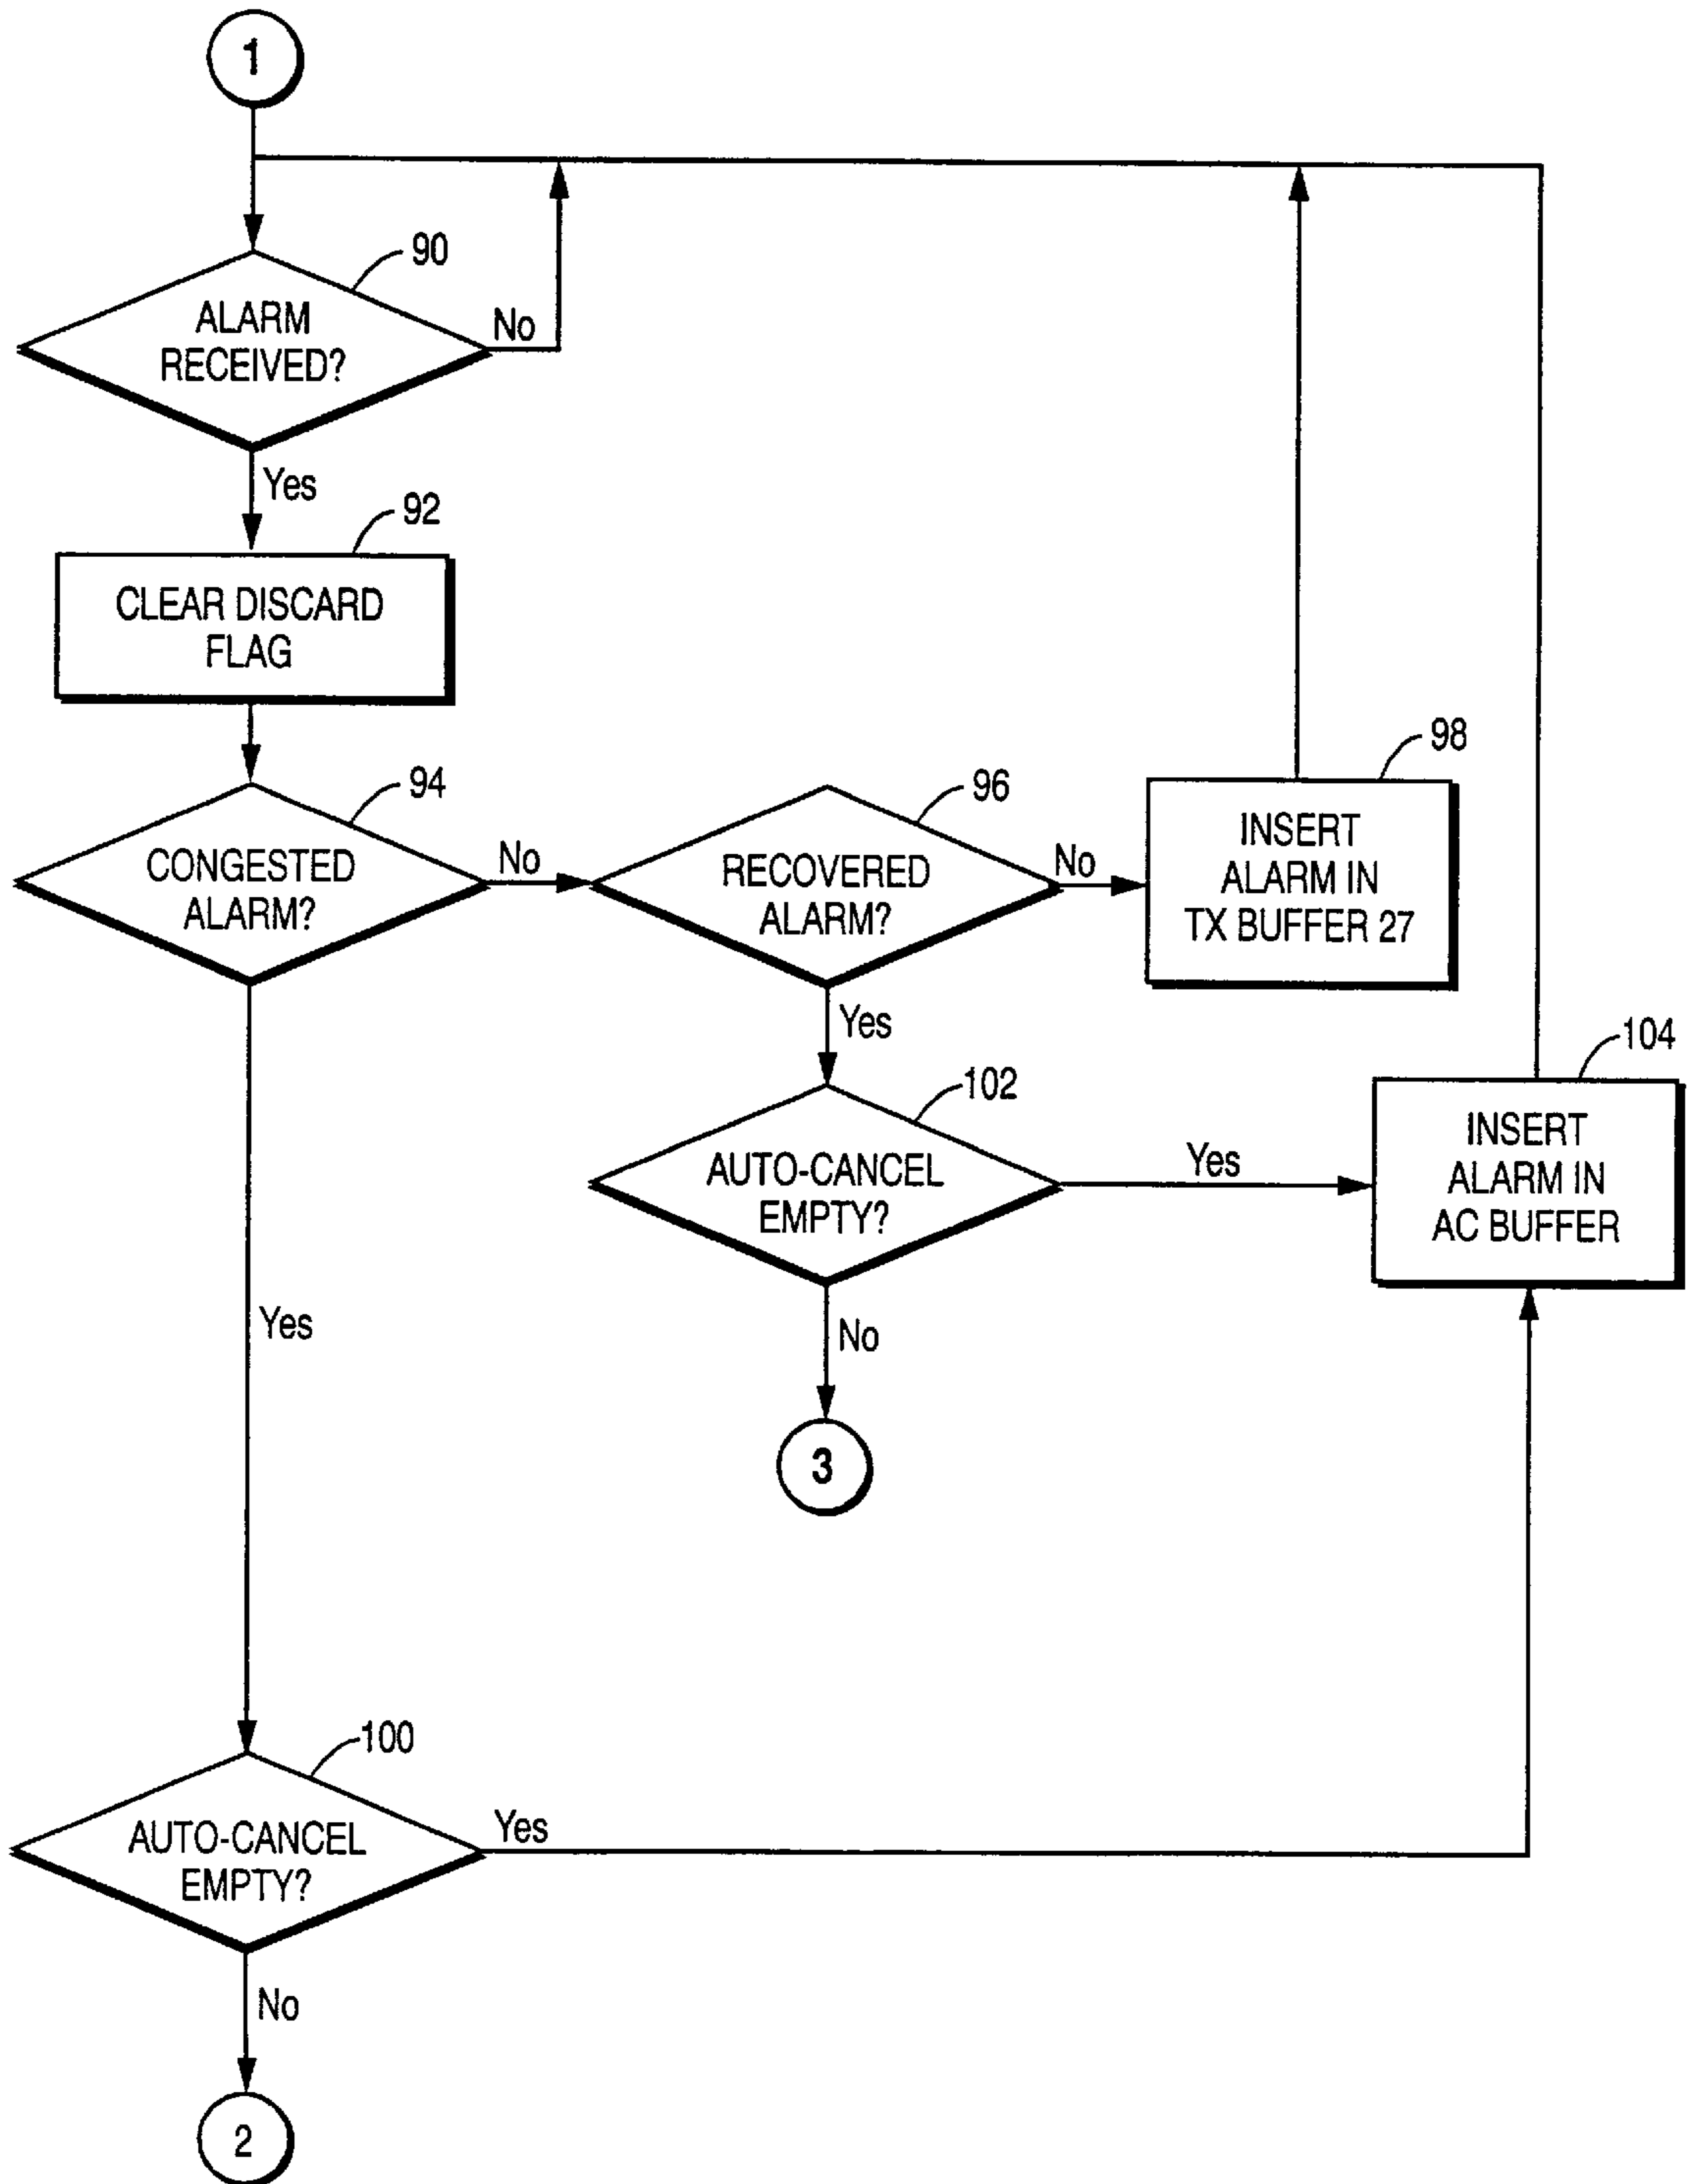 1
90
ALARM
RECEIVED?
No
Yes
92
CLEAR DISCARD
FLAG
94
CONGESTED
ALARM?
No
96
RECOVERED
ALARM?
No
98
INSERT
ALARM IN
TX BUFFER 27
Yes
102
AUTO-CANCEL
EMPTY?
Yes
104
INSERT
ALARM IN
AC BUFFER
No
3
Yes
100
AUTO-CANCEL
EMPTY?
Yes
No
2